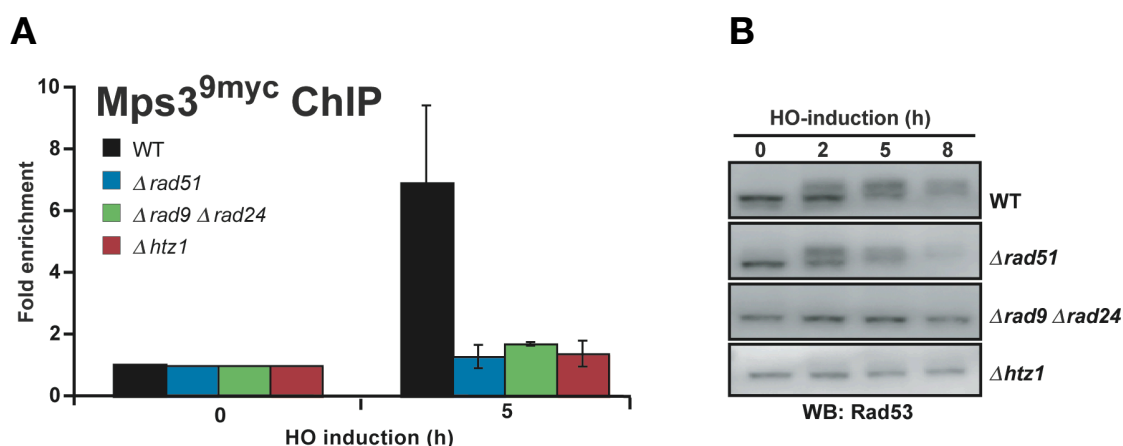 A
Mps3^9myc ChIP
Fold enrichment
10
8
6
4
2
0
WT
Δrad51
Δrad9 Δrad24
Δhtz1
0
5
HO induction (h)
B
HO-induction (h)
0 2 5 8
WT
Δrad51
Δrad9 Δrad24
Δhtz1
WB: Rad53